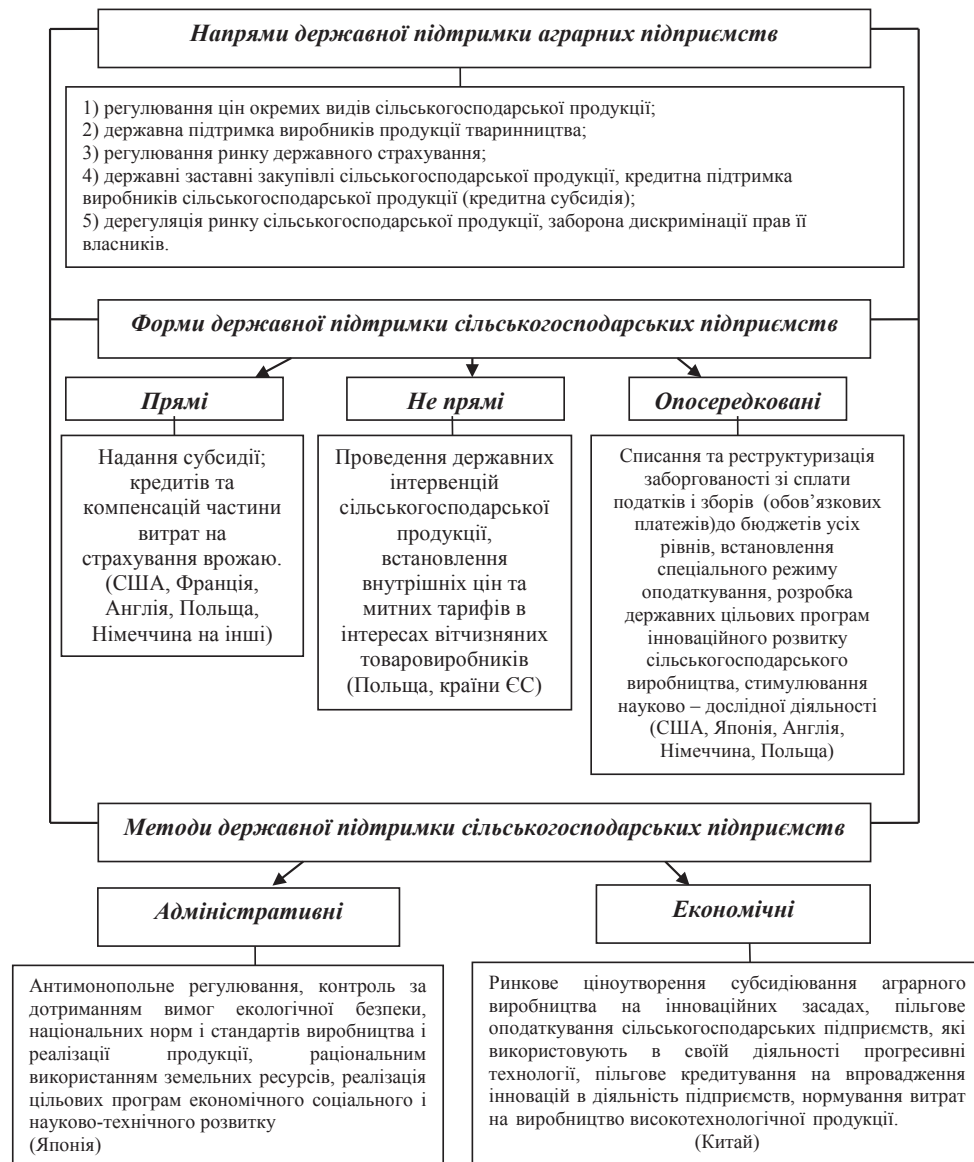 Напрями державної підтримки аграрних підприємств
1) регулювання цін окремих видів сільськогосподарської продукції;
2) державна підтримка виробників продукції тваринництва;
3) регулювання ринку державного страхування;
4) державні заставні закупівлі сільськогосподарської продукції, кредитна підтримка
виробників сільськогосподарської продукції (кредитна субсидія);
5) дерегуляція ринку сільськогосподарської продукції, заборона дискримінації прав її
власників.
Форми державної підтримки сільськогосподарських підприємств
Прямі
Надання субсидії;
кредитів та
компенсацій частини
витрат на
страхування врожаю.
(США, Франція,
Англія, Польща,
Німеччина на інші)
Не прямі
Проведення державних
інтервенцій
сільськогосподарської
продукції,
встановлення
внутрішніх цін та
митних тарифів в
інтересах вітчизняних
товаровиробників
(Польща, країни ЄС)
Опосередковані
Списання та реструктуризація
заборгованості зі сплати
податків і зборів (обов’язкових
платежів)до бюджетів усіх
рівнів, встановлення
спеціального режиму
оподаткування, розробка
державних цільових програм
інноваційного розвитку
сільськогосподарського
виробництва, стимулювання
науково – дослідної діяльності
(США, Японія, Англія,
Німеччина, Польща)
Методи державної підтримки сільськогосподарських підприємств
Адміністративні
Антимонопольне регулювання, контроль за
дотриманням вимог екологічної безпеки,
національних норм і стандартів виробництва і
реалізації продукції, раціональним
використанням земельних ресурсів, реалізація
цільових програм економічного соціального і
науково-технічного розвитку
(Японія)
Економічні
Ринкове ціноутворення субсидіювання аграрного
виробництва на інноваційних засадах, пільгове
оподаткування сільськогосподарських підприємств, які
використовують в своїй діяльності прогресивні
технології, пільгове кредитування на впровадження
інновацій в діяльність підприємств, нормування витрат
на виробництво високотехнологічної продукції.
(Китай)